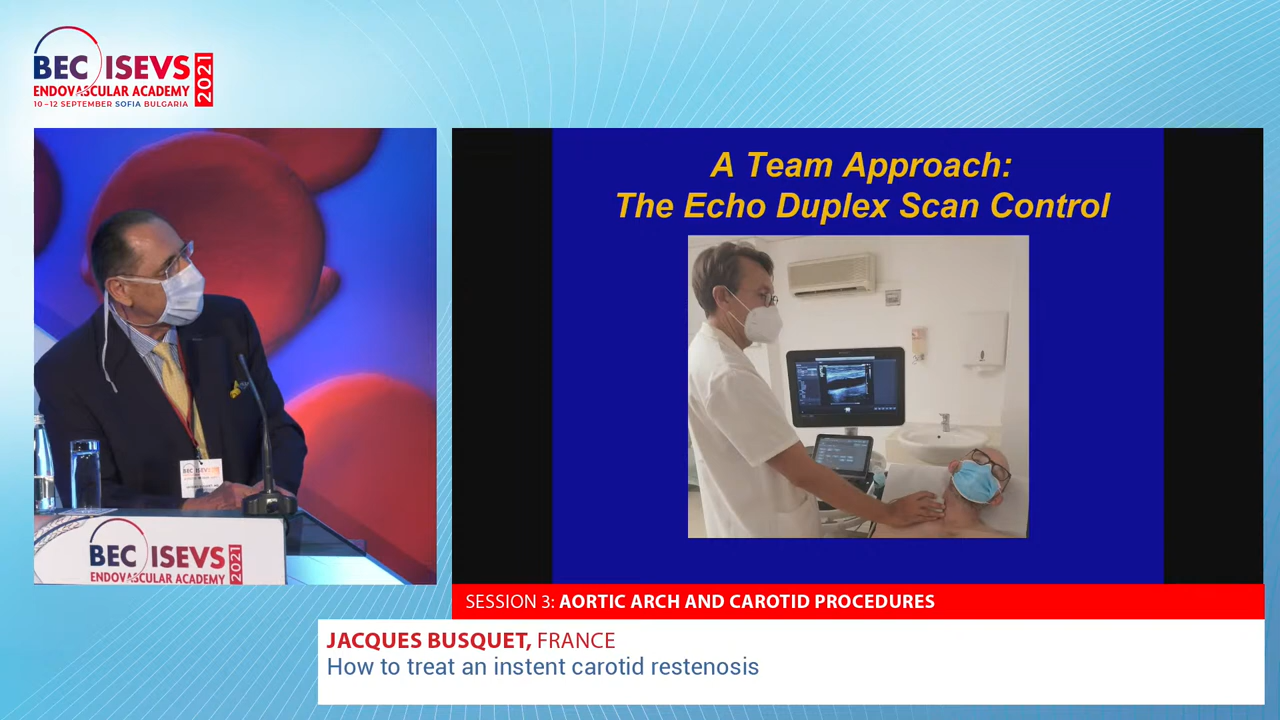 BEC ISEVS
ENDOVASCULAR ACADEMY
2021
10–12 SEPTEMBER SOFIA BULGARIA
A Team Approach:
The Echo Duplex Scan Control
BEC ISEVS
BEC ISEVS
ENDOVASCULAR ACADEMY
2021
SESSION 3: AORTIC ARCH AND CAROTID PROCEDURES
JACQUES BUSQUET, FRANCE
How to treat an instent carotid restenosis